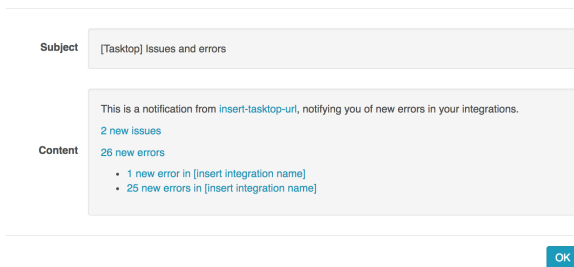 Subject
[Tasktop] Issues and errors
Content
This is a notification from insert-tasktop-url, notifying you of new errors in your integrations.
2 new issues
26 new errors
• 1 new error in [insert integration name]
• 25 new errors in [insert integration name]
OK